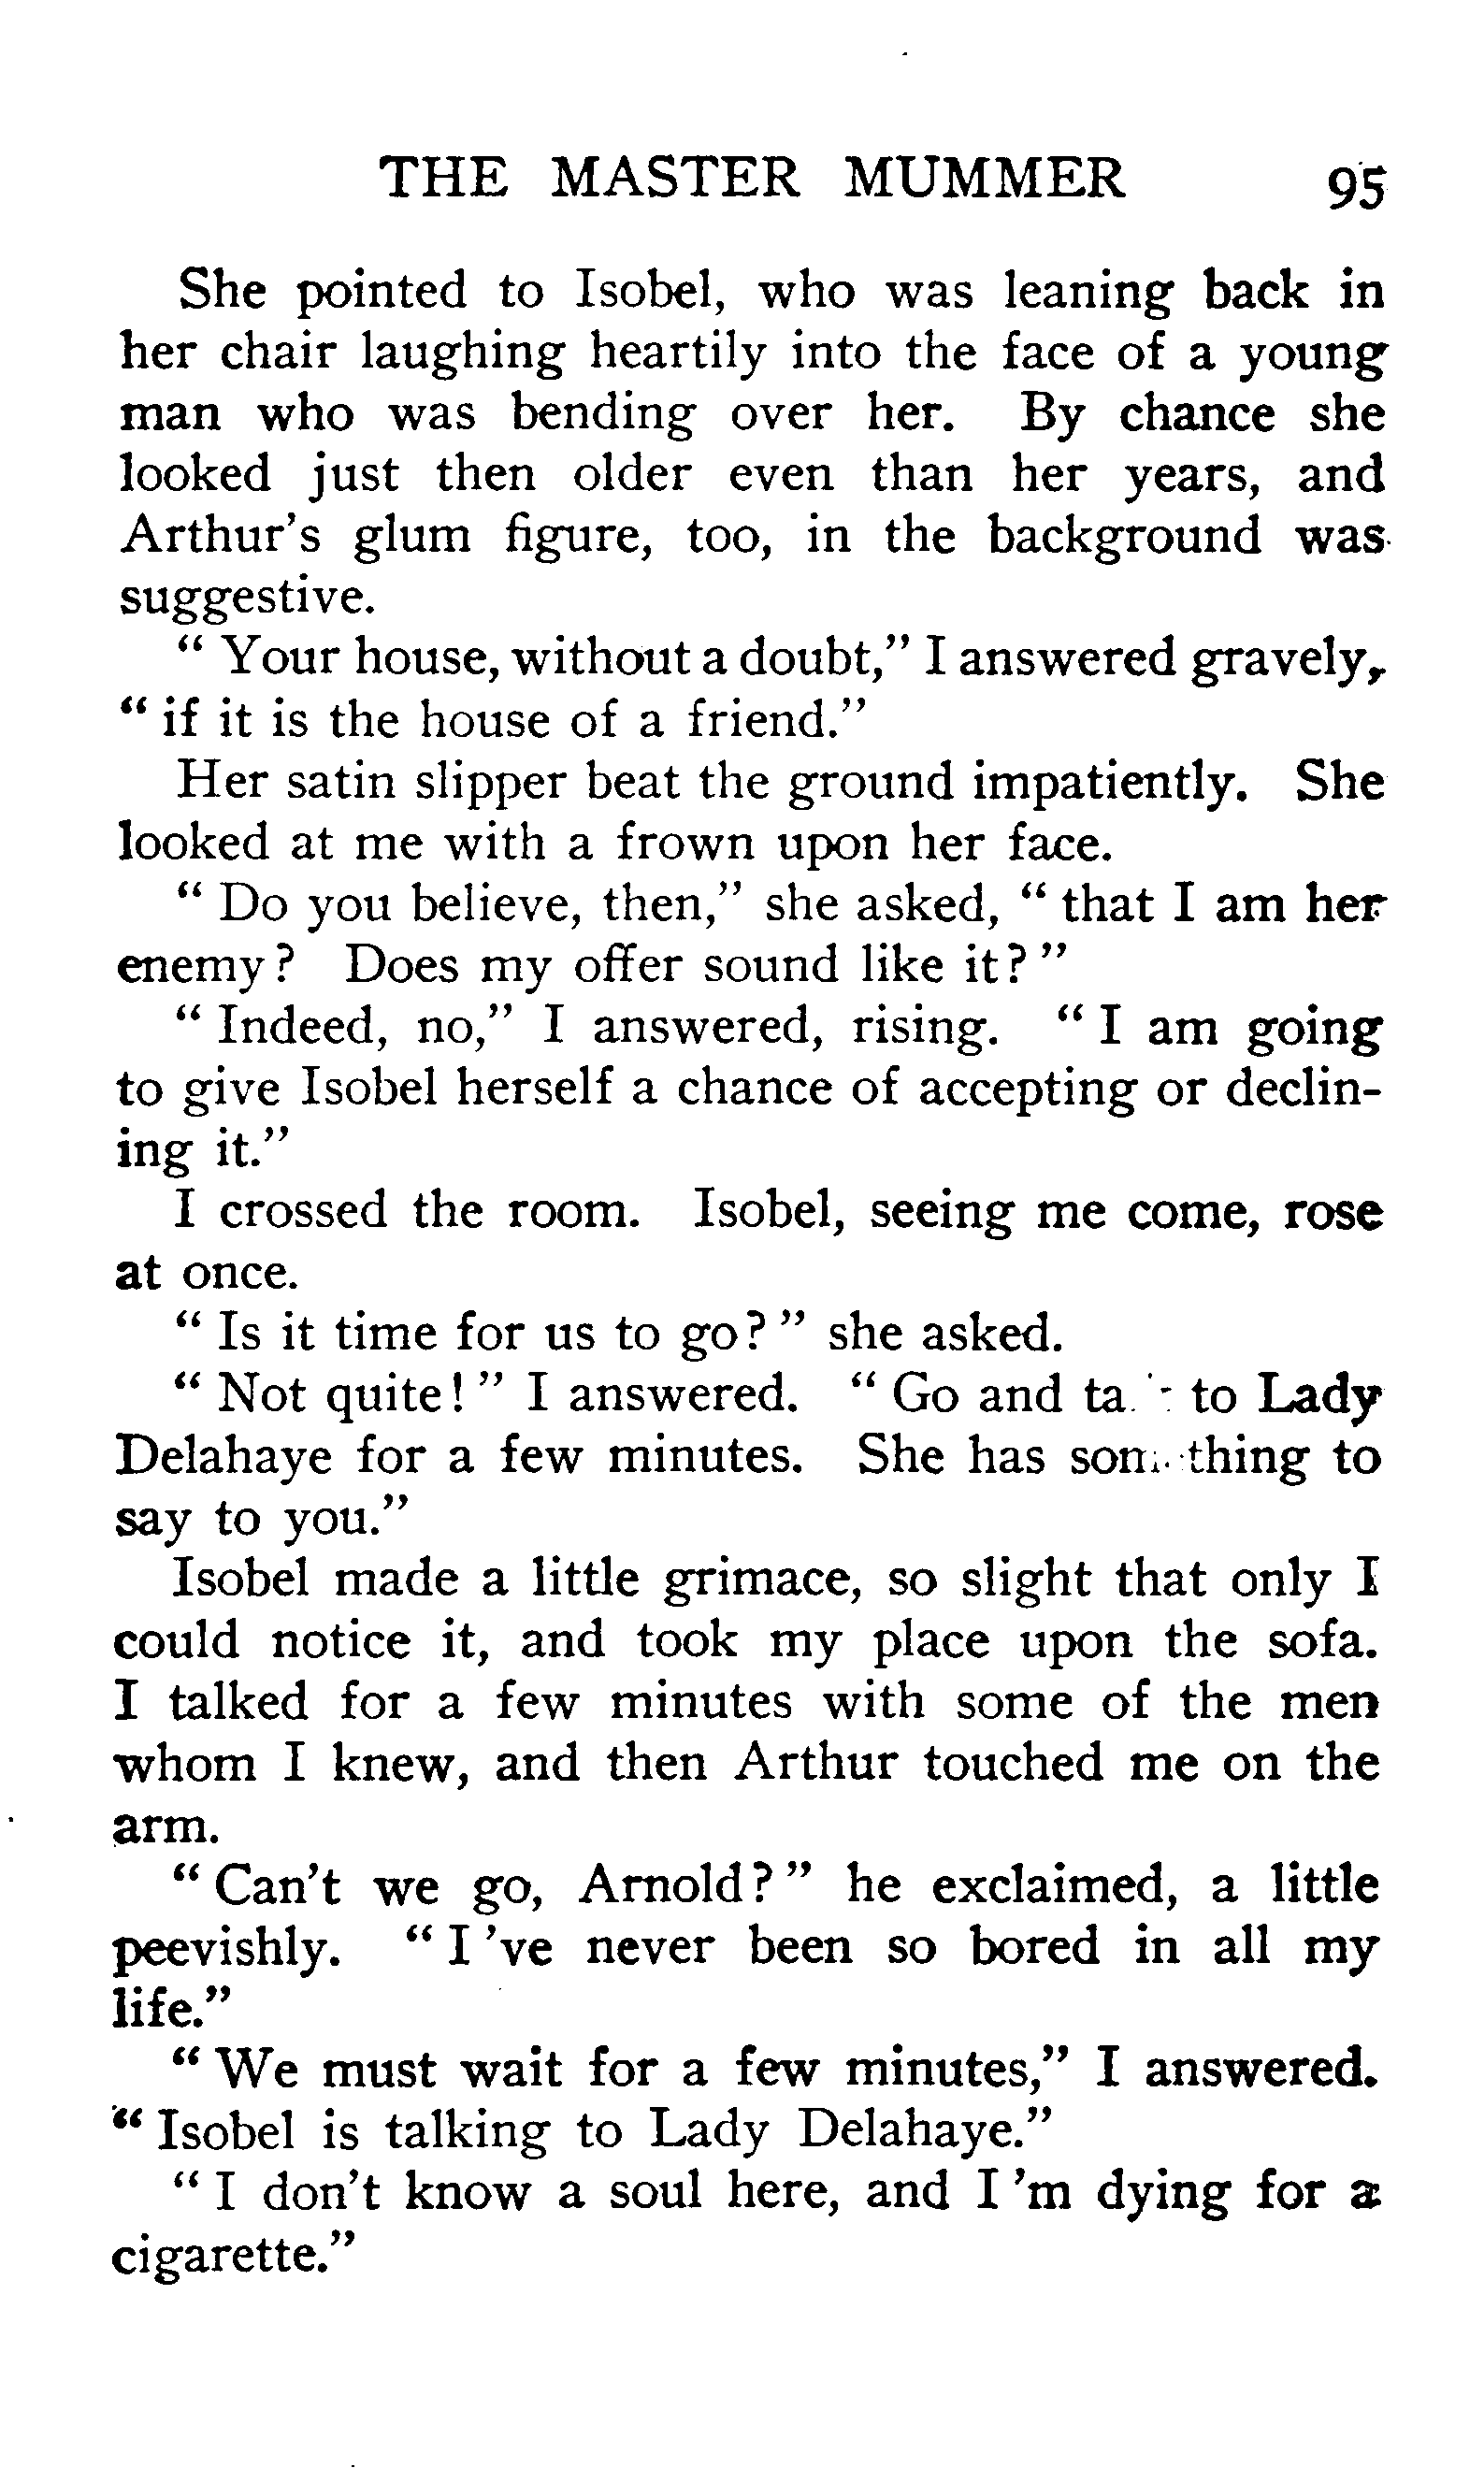 THE MASTER MUMMER 95
She pointed to Isobel, who was leaning back in
her chair laughing heartily into the face of a young
man who was bending over her. By chance she
looked just then older even than her years, and
Arthur's glum figure, too, in the background was
suggestive.
" Your house, without a doubt," I answered gravely,
" if it is the house of a friend."
Her satin slipper beat the ground impatiently. She
looked at me with a frown upon her face.
" Do you believe, then," she asked, " that I am her
enemy? Does my offer sound like it? "
" Indeed, no," I answered, rising. " I am going
to give Isobel herself a chance of accepting or declin-
ing it."
I crossed the room. Isobel, seeing me come, rose
at once.
" Is it time for us to go? " she asked.
" Not quite! " I answered. " Go and to Lady
Delahaye for a few minutes. She has something to
say to you."
Isobel made a little grimace, so slight that only I
could notice it, and took my place upon the sofa.
I talked for a few minutes with some of the men
whom I knew, and then Arthur touched me on the
arm.
" Can't we go, Arnold? " he exclaimed, a little
peevishly. " I 've never been so bored in all my
life."
" We must wait for a few minutes," I answered.
" Isobel is talking to Lady Delahaye."
" I don't know a soul here, and I 'm dying for a
cigarette."